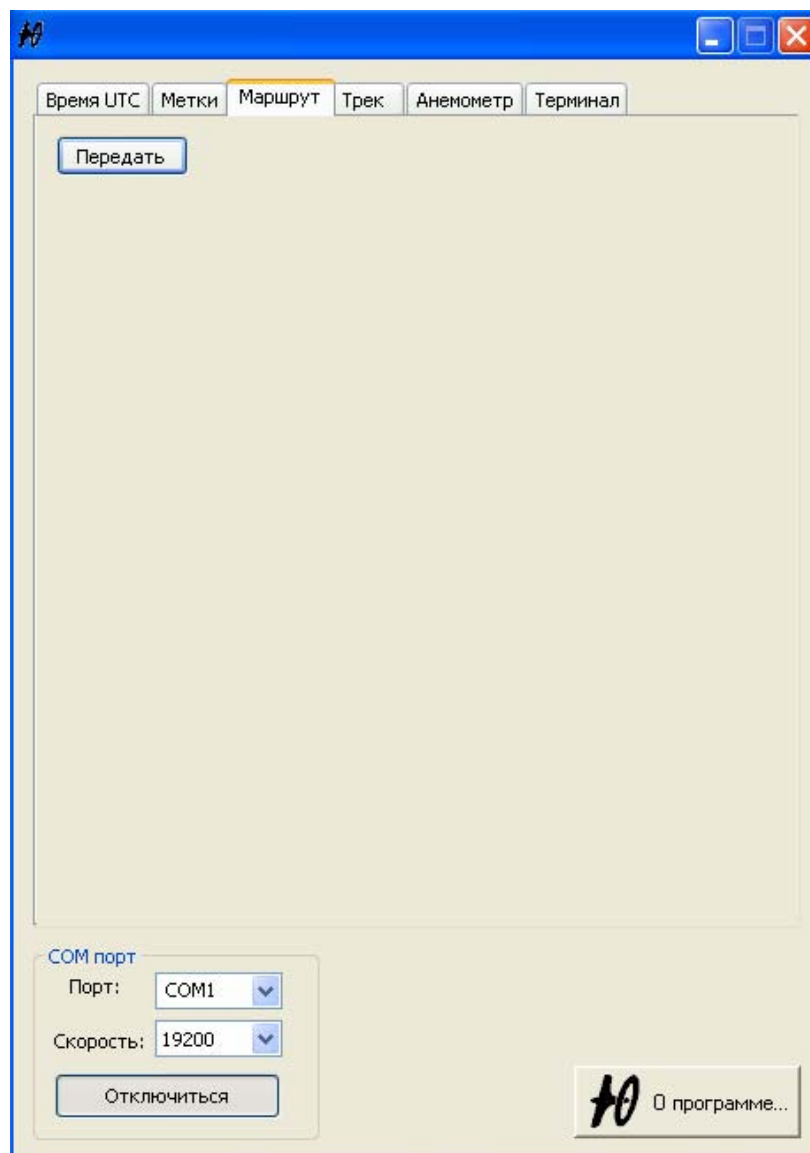 Ю
Время UTC Метки Маршрут Трек Анемометр Терминал
Передать
COM порт
Порт: COM1
Скорость: 19200
Отключиться
Ю О программе...